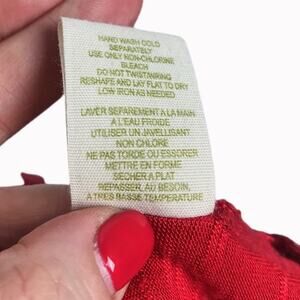 HAND WASH COLD
SEPARATELY
USE ONLY NON-CHLORINE
BLEACH
DO NOT TWIST/WRING
RESHAPE AND LAY FLAT TO DRY
LOW IRON AS NEEDED
LAVER SEPAREMENT A LA MAIN
A L'EAU FROIDE
UTILISER UN JAVELLISANT
NON CHLORE
NE PAS TORDE OU ESSORER
METTRE EN FORME
SECHER A PLAT
REPASSER, AU BESOIN,
A TRES BASSE TEMPERATURE